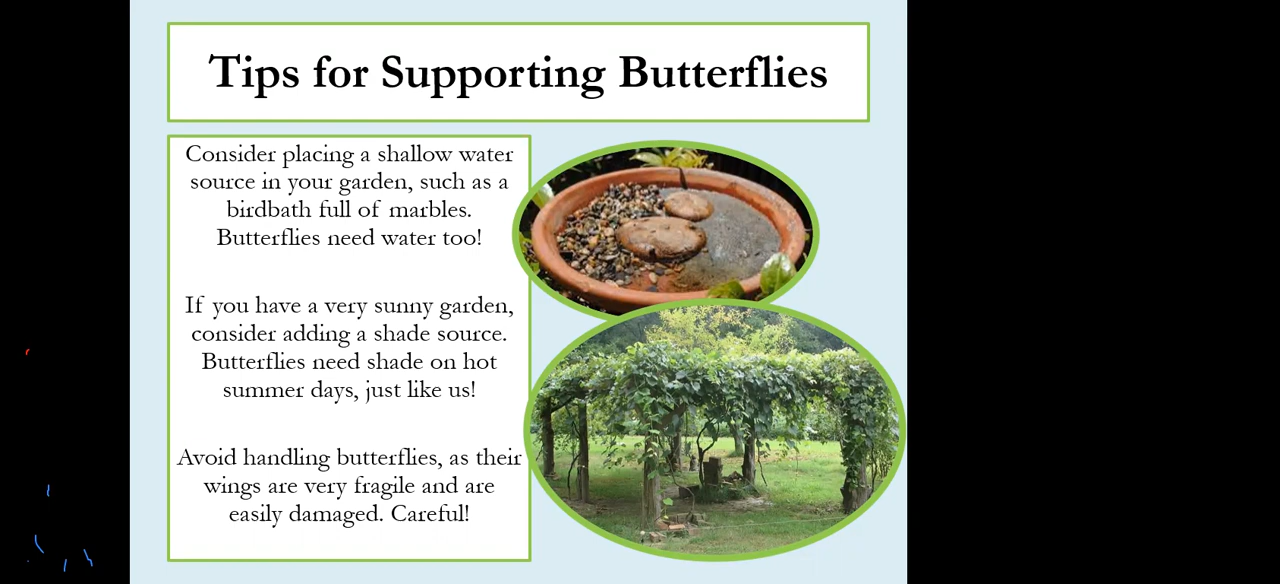 Tips for Supporting Butterflies
Consider placing a shallow water
source in your garden, such as a
birdbath full of marbles.
Butterflies need water too!
If you have a very sunny garden,
consider adding a shade source.
Butterflies need shade on hot
summer days, just like us!
Avoid handling butterflies, as their
wings are very fragile and are
easily damaged. Careful!